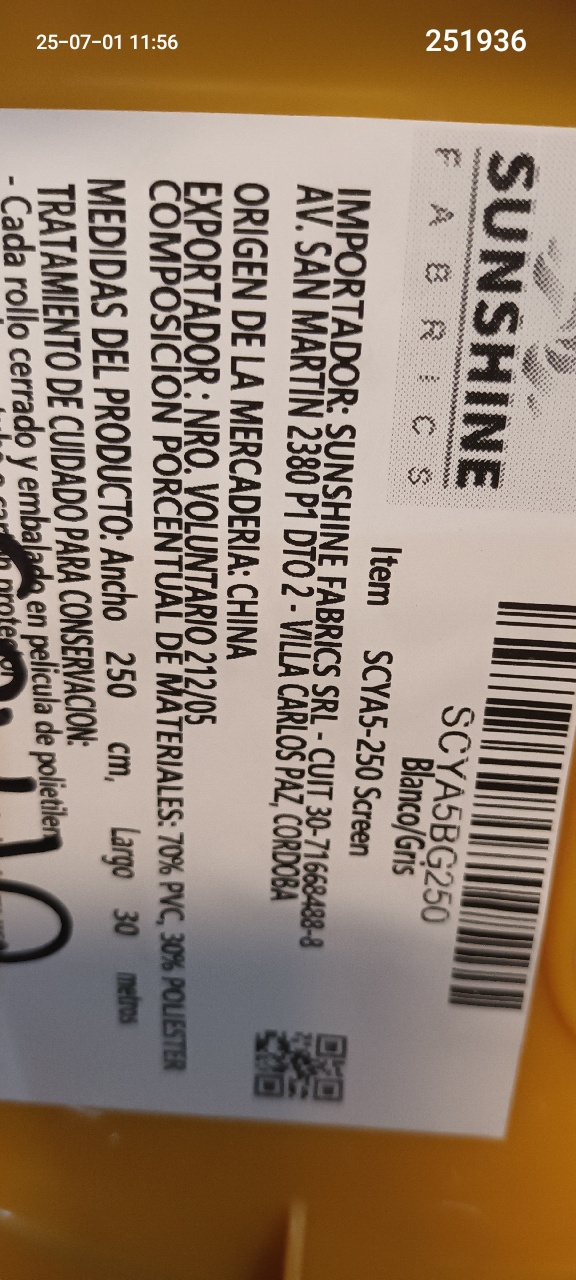 25-07-01 11:56
251936
SUNSHINE
FABRICS
SCYA5BG250
Blanco/Gris
Item SCYA5-250 Screen
IMPORTADOR: SUNSHINE FABRICS SRL - CUIT 30-71668488-8
AV. SAN MARTIN 2380 P1 DTO 2 - VILLA CARLOS PAZ, CORDOBA
ORIGEN DE LA MERCADERIA: CHINA
EXPORTADOR : NRO. VOLUNTARIO 212/05
COMPOSICIÓN PORCENTUAL DE MATERIALES: 70% PVC, 30% POLIESTER
MEDIDAS DEL PRODUCTO: Ancho 250 cm, Largo 30 metros
TRATAMIENTO DE CUIDADO PARA CONSERVACION:
- Cada rollo cerrado y embalado en película de polietilen